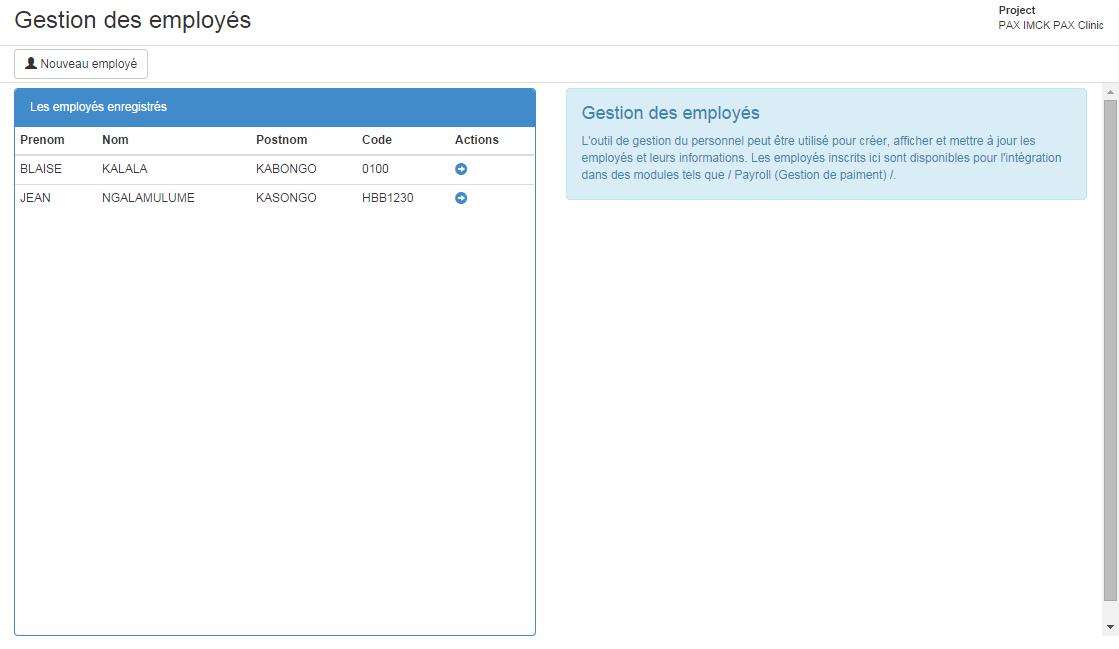 Gestion des employés
Project
PAX IMCK PAX Clinic
Nouveau employé
Les employés enregistrés
Prenom Nom Postnom Code Actions
BLAISE KALALA KABONGO 0100
JEAN NGALAMULUME KASONGO HBB1230
Gestion des employés
L'outil de gestion du personnel peut être utilisé pour créer, afficher et mettre à jour les
employés et leurs informations. Les employés inscrits ici sont disponibles pour l'intégration
dans des modules tels que / Payroll (Gestion de paiment) /.